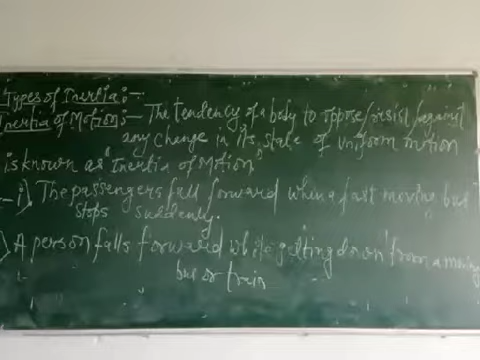 Types of Inertia:-
Inertia of Motion:- The tendency of a body to oppose/resist/against
any change in its state of uniform motion
is known as "Inertia of Motion"
i) The passengers fall forward when a fast moving bus
stops suddenly.
) A person falls forward while getting down from a moving
bus or train